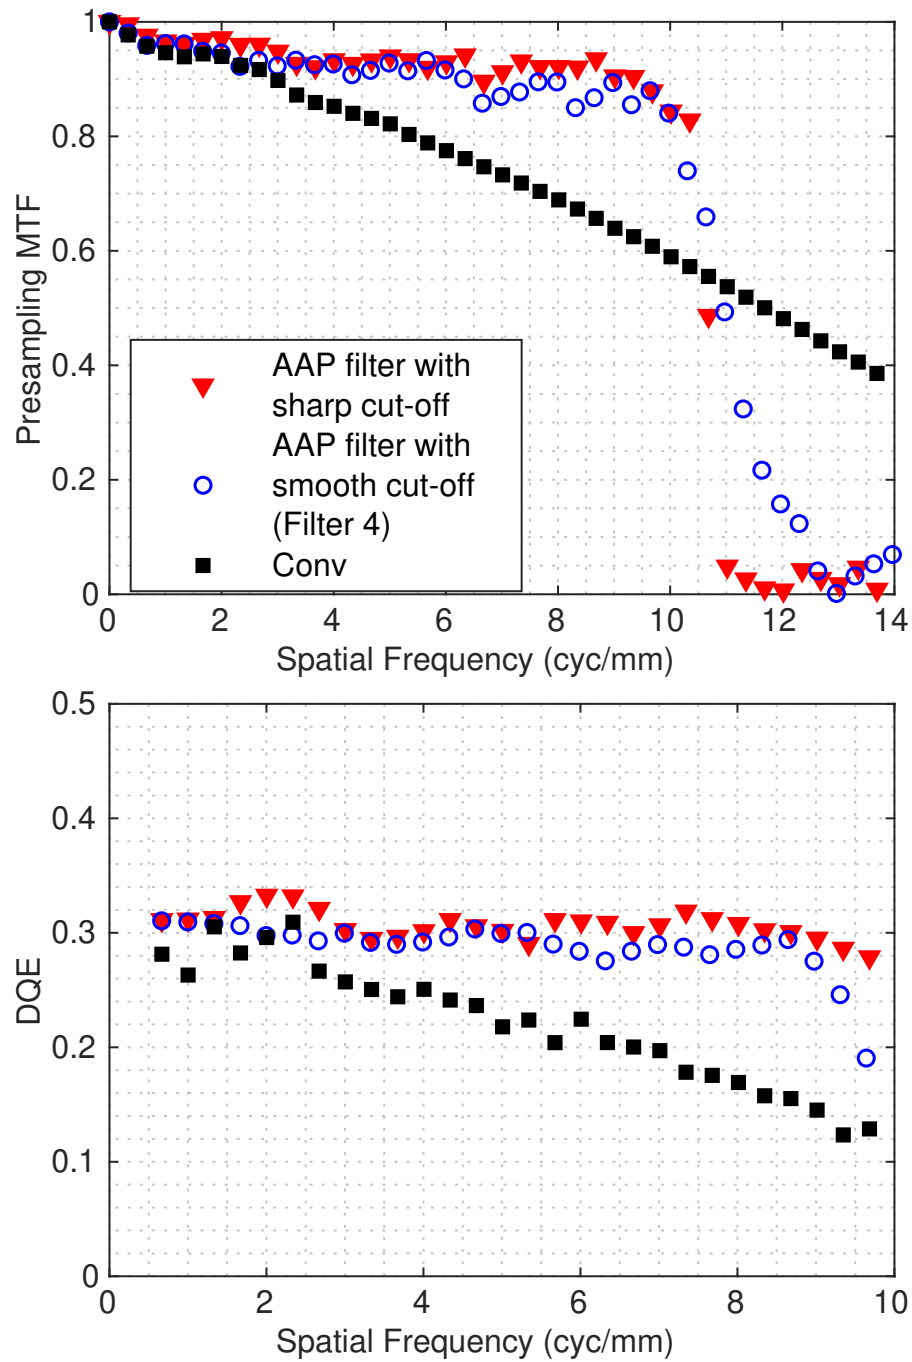 1
0.8
0.6
0.4
0.2
0
Presampling MTF
AAP filter with
sharp cut-off
AAP filter with
smooth cut-off
(Filter 4)
Conv
0 2 4 6 8 10 12 14
Spatial Frequency (cyc/mm)
0.5
0.4
0.3
0.2
0.1
0
DQE
0 2 4 6 8 10
Spatial Frequency (cyc/mm)